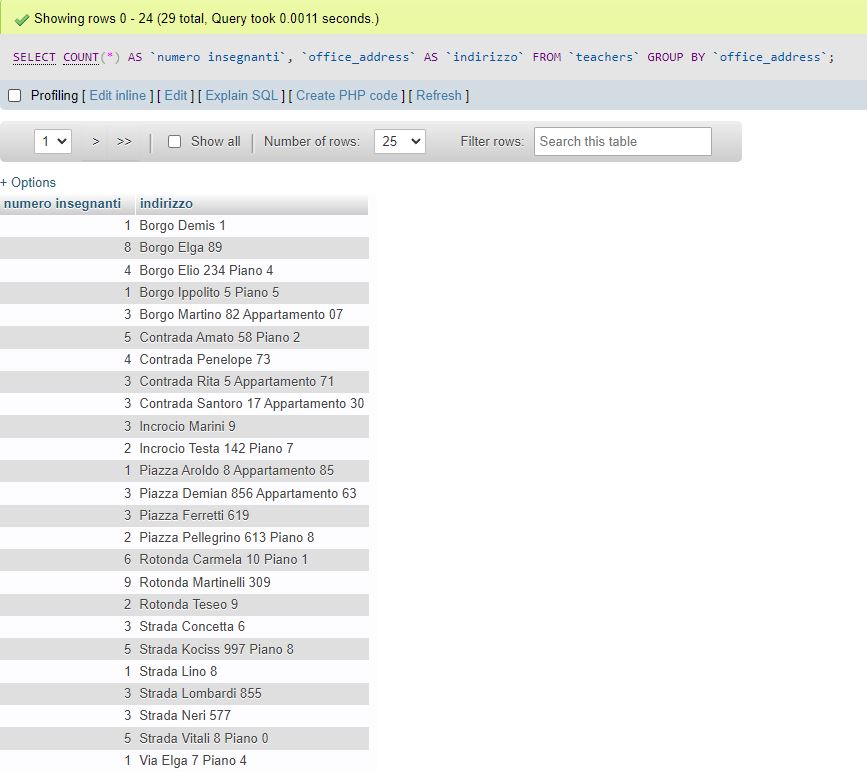 Showing rows 0 - 24 (29 total, Query took 0.0011 seconds.)
SELECT COUNT(*) AS `numero insegnanti`, `office_address` AS `indirizzo` FROM `teachers` GROUP BY `office_address`;
Profiling [ Edit inline ] [ Edit ] [ Explain SQL ] [ Create PHP code ] [ Refresh ]
1 > >> | Show all | Number of rows: 25 Filter rows: Search this table
+ Options
numero insegnanti indirizzo
1 Borgo Demis 1
8 Borgo Elga 89
4 Borgo Elio 234 Piano 4
1 Borgo Ippolito 5 Piano 5
3 Borgo Martino 82 Appartamento 07
5 Contrada Amato 58 Piano 2
4 Contrada Penelope 73
3 Contrada Rita 5 Appartamento 71
3 Contrada Santoro 17 Appartamento 30
3 Incrocio Marini 9
2 Incrocio Testa 142 Piano 7
1 Piazza Aroldo 8 Appartamento 85
3 Piazza Demian 856 Appartamento 63
3 Piazza Ferretti 619
2 Piazza Pellegrino 613 Piano 8
6 Rotonda Carmela 10 Piano 1
9 Rotonda Martinelli 309
2 Rotonda Teseo 9
3 Strada Concetta 6
5 Strada Kociss 997 Piano 8
1 Strada Lino 8
3 Strada Lombardi 855
3 Strada Neri 577
5 Strada Vitali 8 Piano 0
1 Via Elga 7 Piano 4